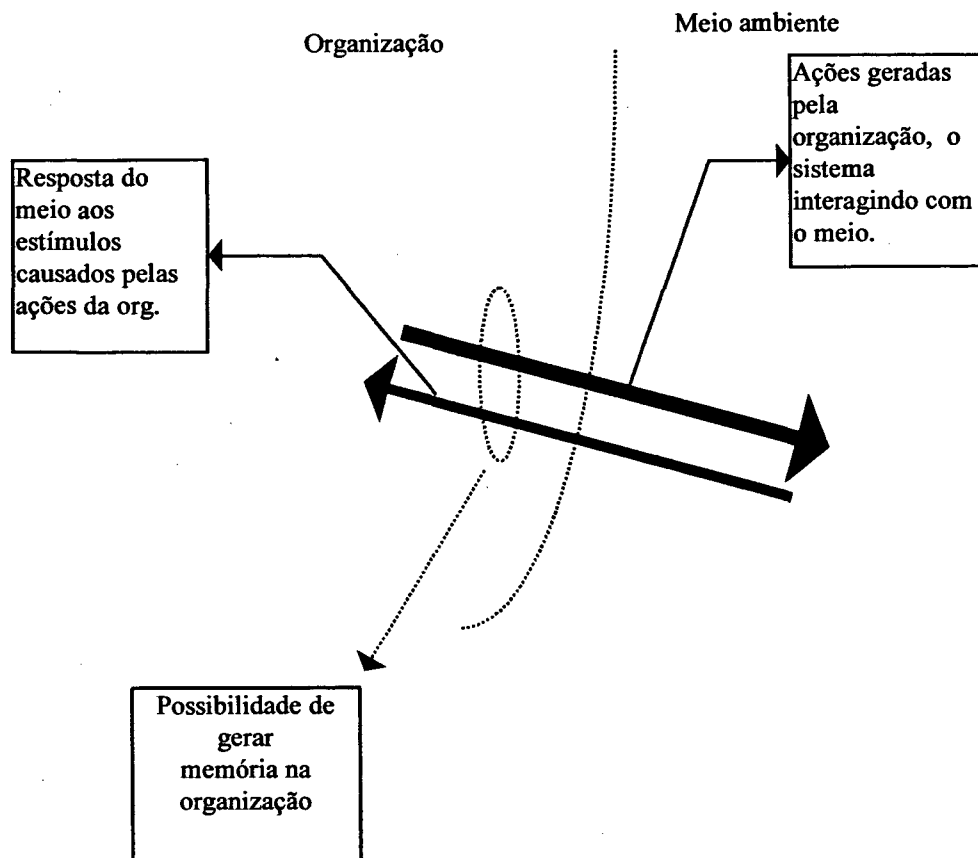 Organização
Meio ambiente
Ações geradas
pela
organização, o
sistema
interagindo com
o meio.
Resposta do
meio aos
estímulos
causados pelas
ações da org.
Possibilidade de
gerar
memória na
organização